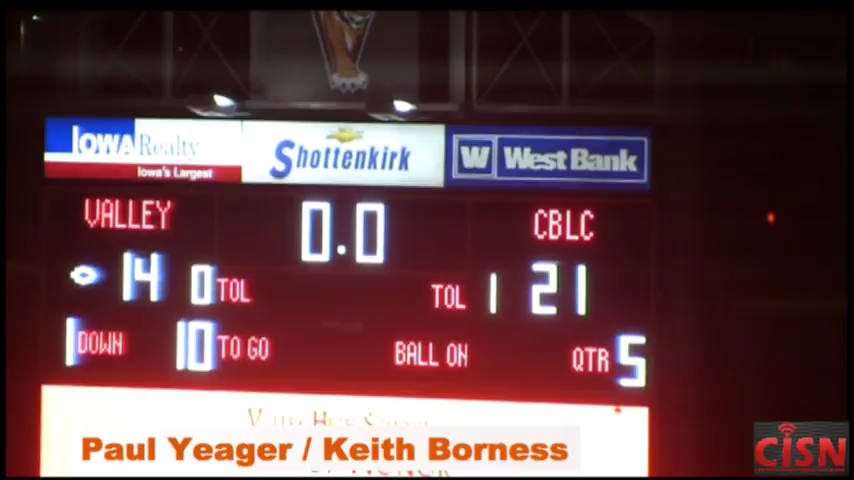 IOWA Realty
Iowa's Largest
Shottenkirk
W West Bank
VALLEY
0.0
CBLC
14
0 TOL
TOL 1
21
1 DOWN
10 TO GO
BALL ON
QTR 5
Paul Yeager / Keith Borness
CISN